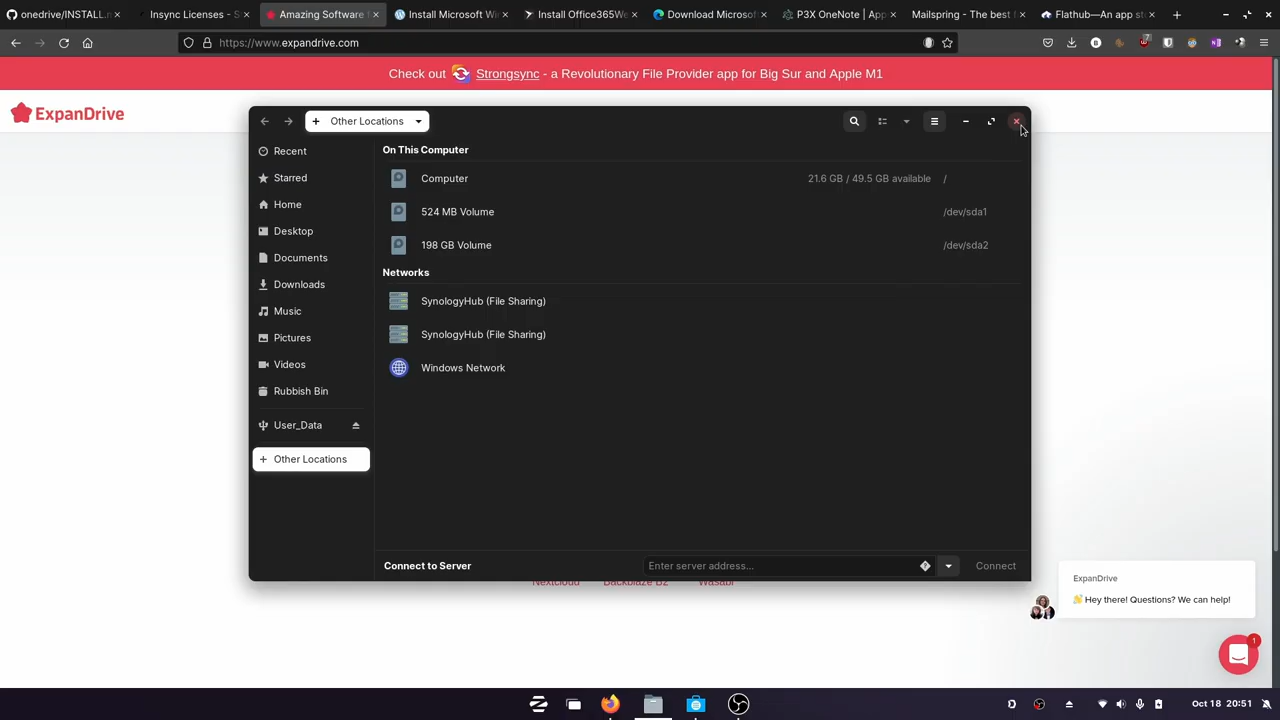 onedrive/INSTALL.m
Insync Licenses - S
Amazing Software f
Install Microsoft Wi
Install Office365We
Download Microsof
P3X OneNote | App
Mailspring - The best f
Flathub—An app st
https://www.expandrive.com
7
Check out Strongsync - a Revolutionary File Provider app for Big Sur and Apple M1
ExpanDrive
Other Locations
Recent
Starred
Home
Desktop
Documents
Downloads
Music
Pictures
Videos
Rubbish Bin
User_Data
Other Locations
On This Computer
Computer 21.6 GB / 49.5 GB available /
524 MB Volume /dev/sda1
198 GB Volume /dev/sda2
Networks
SynologyHub (File Sharing)
SynologyHub (File Sharing)
Windows Network
Connect to Server Enter server address... Connect
Nextcloud Backblaze B2 Wasabi
ExpanDrive
👋 Hey there! Questions? We can help!
1
Oct 18 20:51